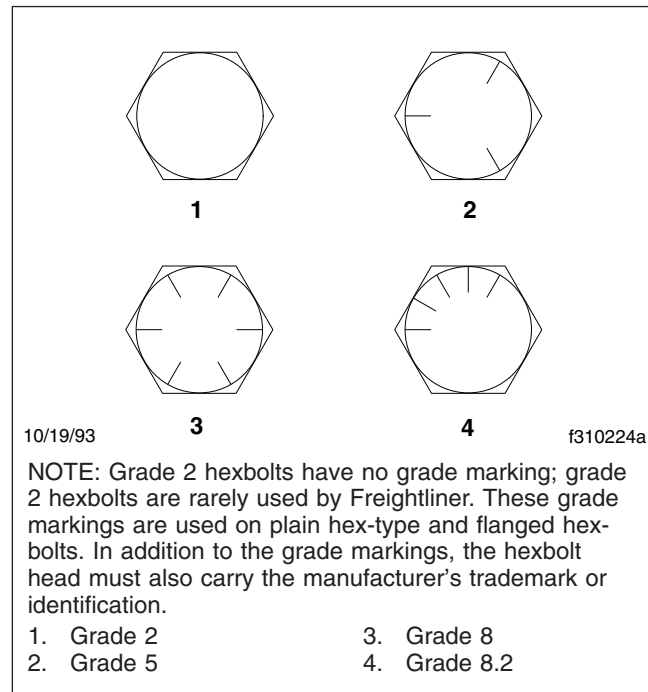 1
2
3
4
10/19/93
f310224a
NOTE: Grade 2 hexbolts have no grade marking; grade
2 hexbolts are rarely used by Freightliner. These grade
markings are used on plain hex-type and flanged hex-
bolts. In addition to the grade markings, the hexbolt
head must also carry the manufacturer's trademark or
identification.
1. Grade 2
2. Grade 5
3. Grade 8
4. Grade 8.2